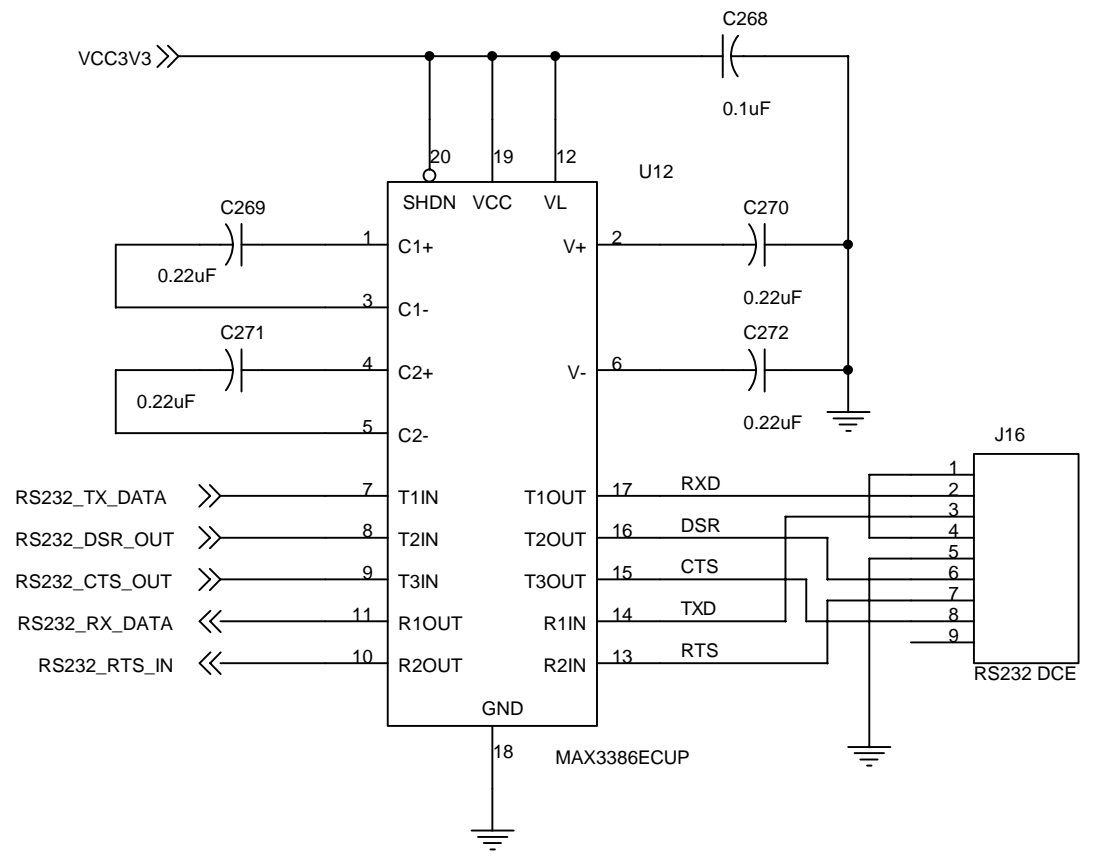 C268
VCC3V3
0.1uF
20 19 12
U12
SHDN VCC VL
C269
C270
1 C1+ V+ 2
0.22uF
0.22uF
3 C1-
C271
C272
4 C2+ V- 6
0.22uF
0.22uF
5 C2-
J16
RS232_TX_DATA 7 T1IN T1OUT 17 RXD
RS232_DSR_OUT 8 T2IN T2OUT 16 DSR
RS232_CTS_OUT 9 T3IN T3OUT 15 CTS
RS232_RX_DATA 11 R1OUT R1IN 14 TXD
RS232_RTS_IN 10 R2OUT R2IN 13 RTS
1
2
3
4
5
6
7
8
9
RS232 DCE
GND
18
MAX3386ECUP